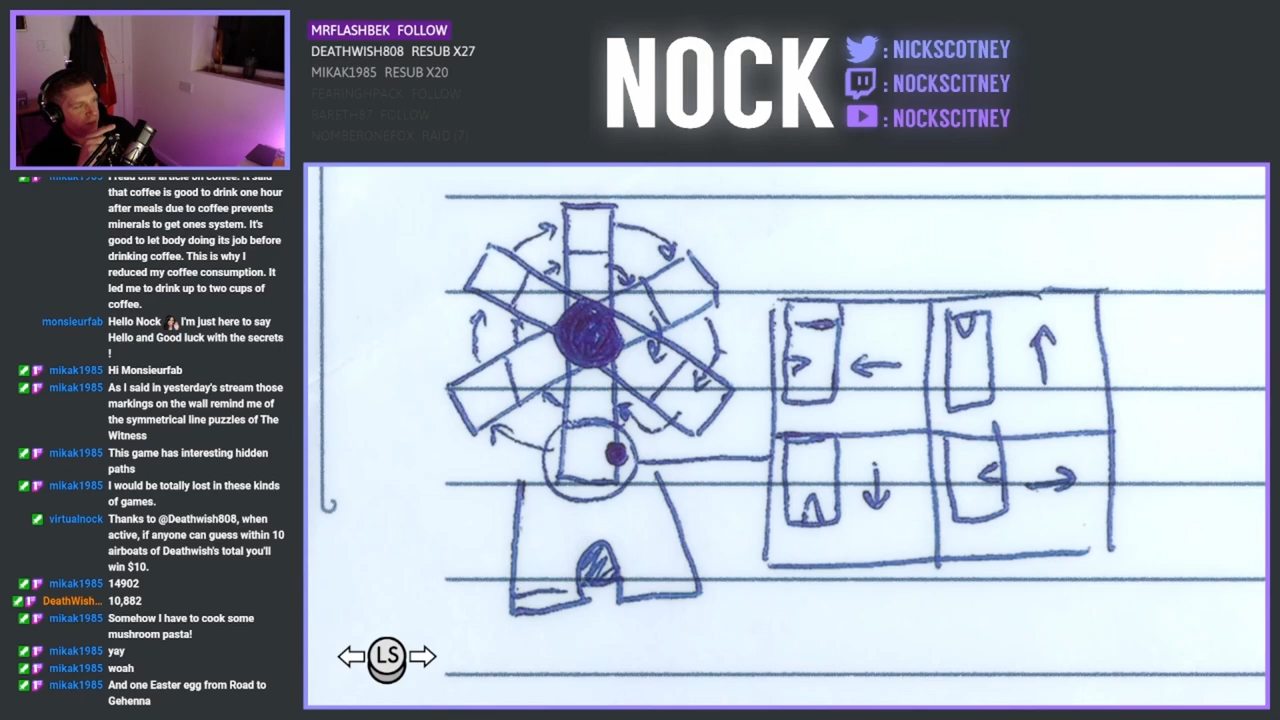 MRFLASHBEK FOLLOW
DEATHWISH808 RESUB X27
MIKAK1985 RESUB X20
FEARINGHPACK FOLLOW
BARETH87 FOLLOW
NOMBERONEFOX RAID (7)
NOCK
: NICKSCOTNEY
: NOCKSCITNEY
: NOCKSCITNEY
mikak1985 I read one article on coffee. It said
that coffee is good to drink one hour
after meals due to coffee prevents
minerals to get ones system. It's
good to let body doing its job before
drinking coffee. This is why I
reduced my coffee consumption. It
led me to drink up to two cups of
coffee.
monsieurfab Hello Nock I'm just here to say
Hello and Good luck with the secrets
!
mikak1985 Hi Monsieurfab
mikak1985 As I said in yesterday's stream those
markings on the wall remind me of
the symmetrical line puzzles of The
Witness
mikak1985 This game has interesting hidden
paths
mikak1985 I would be totally lost in these kinds
of games.
virtualnock Thanks to @Deathwish808, when
active, if anyone can guess within 10
airboats of Deathwish's total you'll
win $10.
mikak1985 14902
DeathWish... 10,882
mikak1985 Somehow I have to cook some
mushroom pasta!
mikak1985 yay
mikak1985 woah
mikak1985 And one Easter egg from Road to
Gehenna
LS